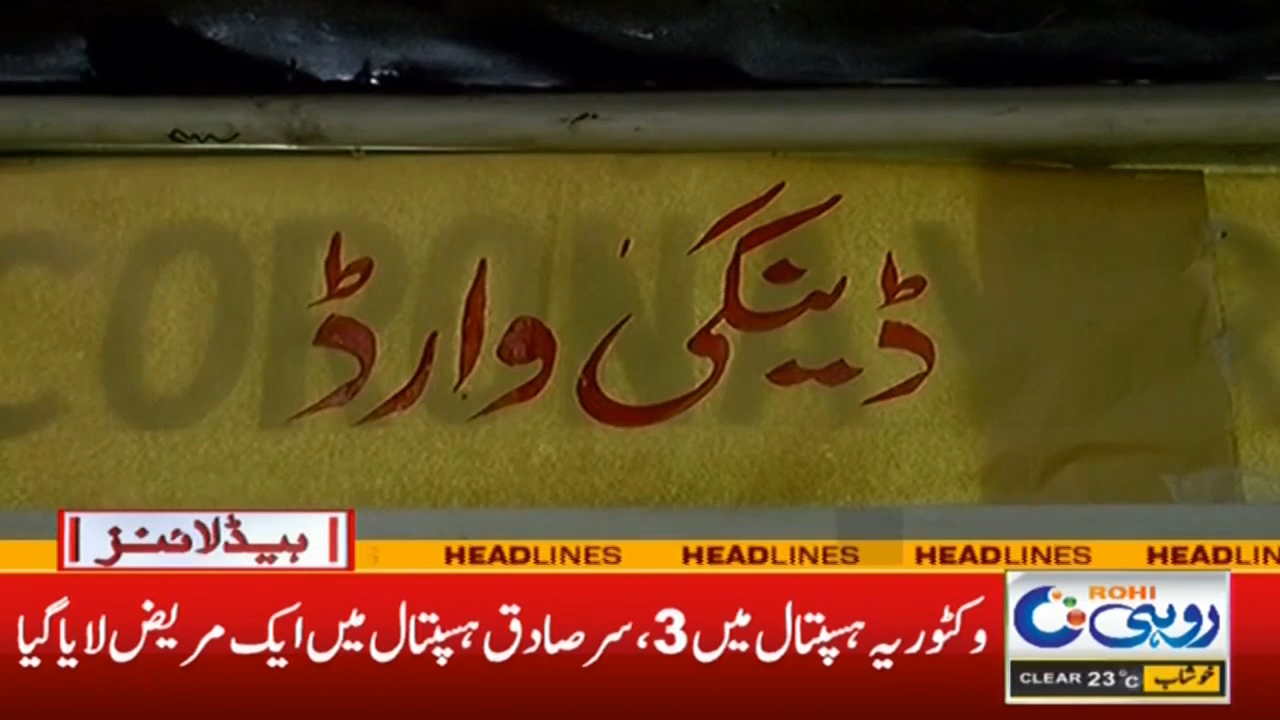 CORONA
ڈینگی وارڈ
ہیڈلائنز
HEADLINES HEADLINES HEADLINES HEADLIN
وکٹوریہ ہسپتال میں 3، سر صادق ہسپتال میں ایک مریض لایا گیا
ROHI
روہی
CLEAR 23°C خوشاب